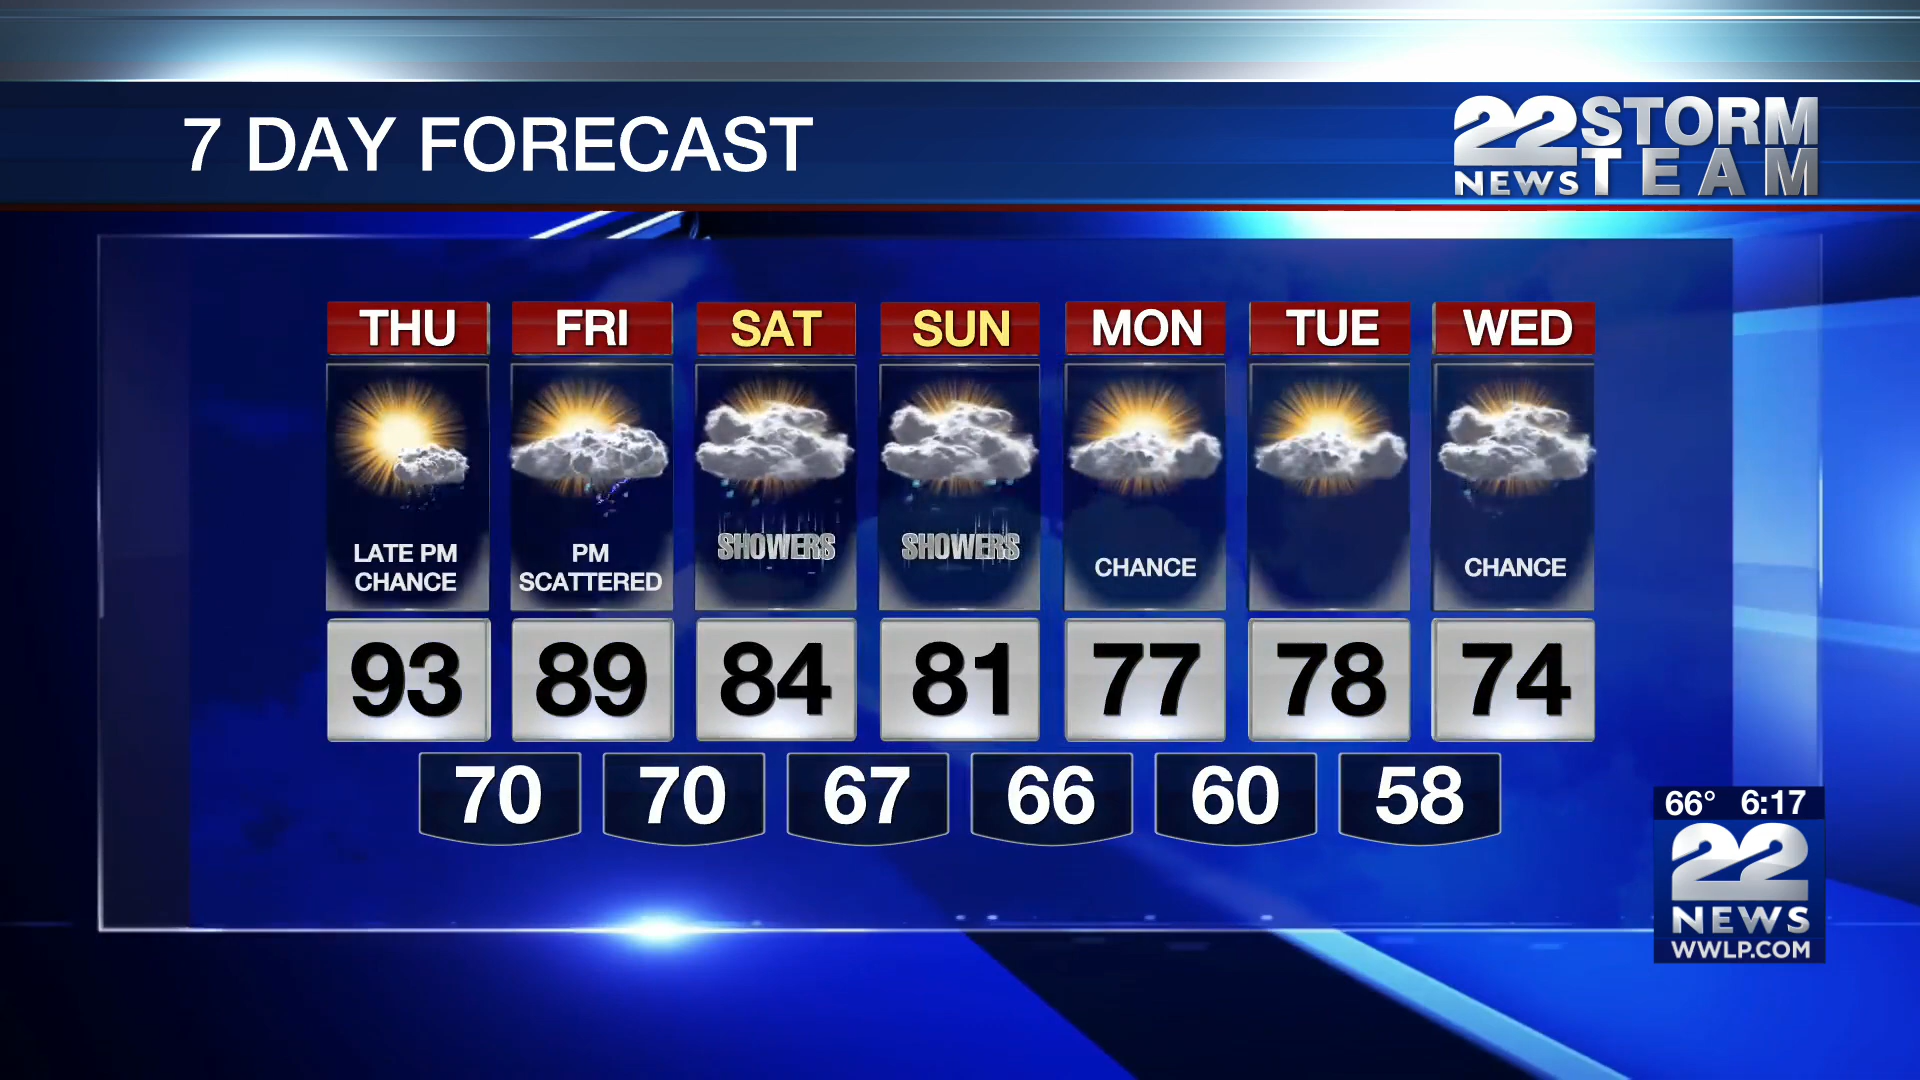 7 DAY FORECAST
22 NEWS STORM TEAM
THU FRI SAT SUN MON TUE WED
LATE PM CHANCE
PM SCATTERED
SHOWERS
SHOWERS
CHANCE
CHANCE
93 89 84 81 77 78 74
70 70 67 66 60 58
66° 6:17
22
NEWS
WWLP.COM